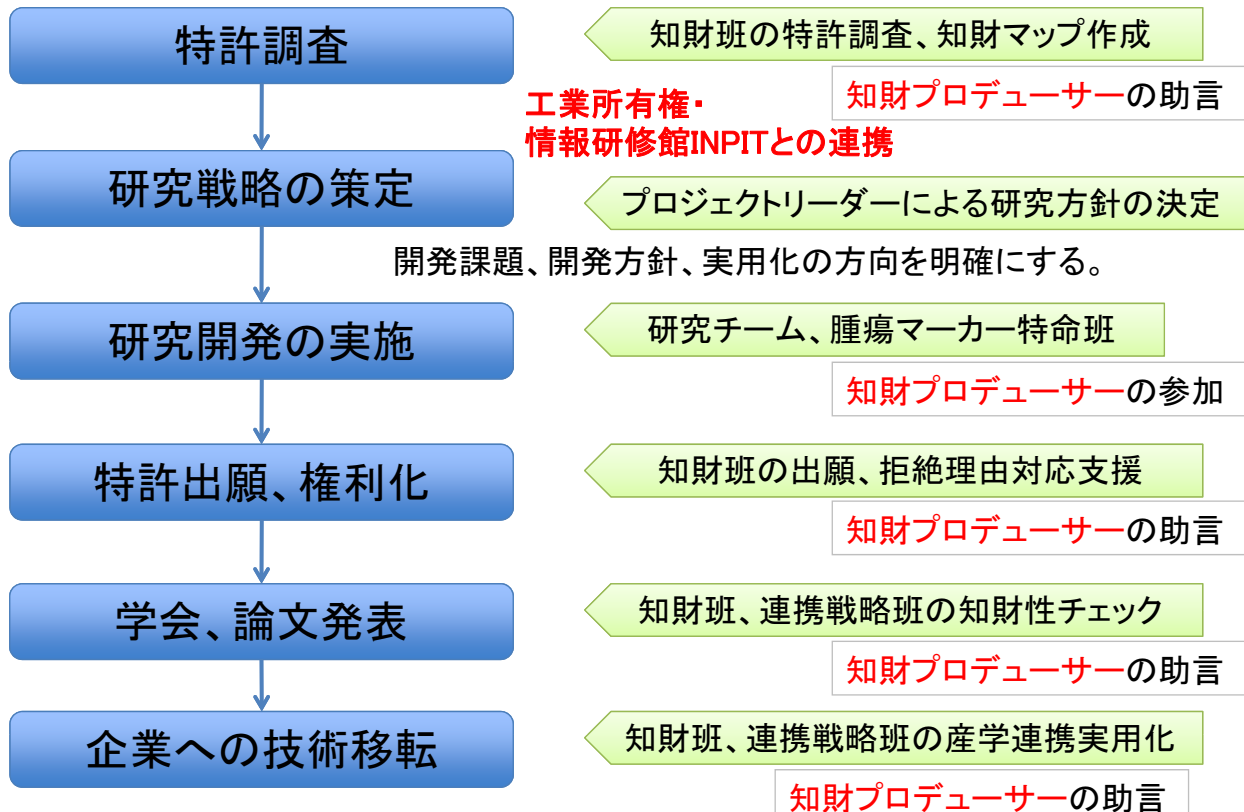 特許調査
知財班の特許調査、知財マップ作成
知財プロデューサーの助言
工業所有権・
情報研修館INPITとの連携
研究戦略の策定
プロジェクトリーダーによる研究方針の決定
開発課題、開発方針、実用化の方向を明確にする。
研究開発の実施
研究チーム、腫瘍マーカー特命班
知財プロデューサーの参加
特許出願、権利化
知財班の出願、拒絶理由対応支援
知財プロデューサーの助言
学会、論文発表
知財班、連携戦略班の知財性チェック
知財プロデューサーの助言
企業への技術移転
知財班、連携戦略班の産学連携実用化
知財プロデューサーの助言